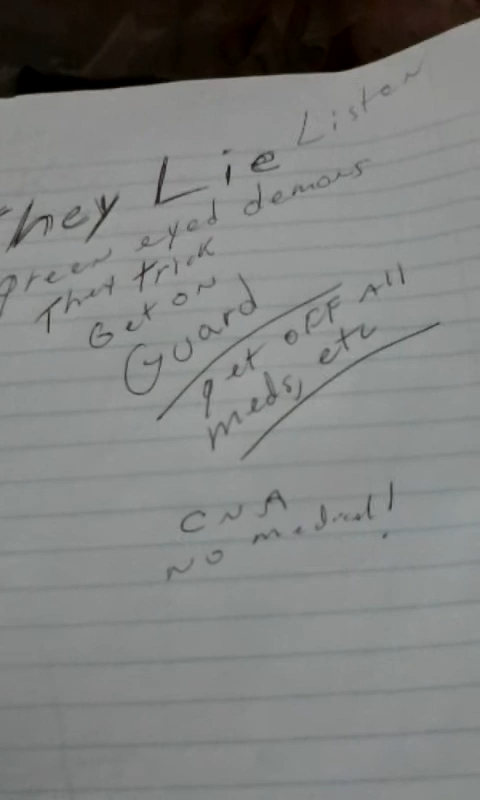 Listen
They Lie
green eyed demons
They trick
Get on
Guard
get off All
meds, etc
CNA
No medical!